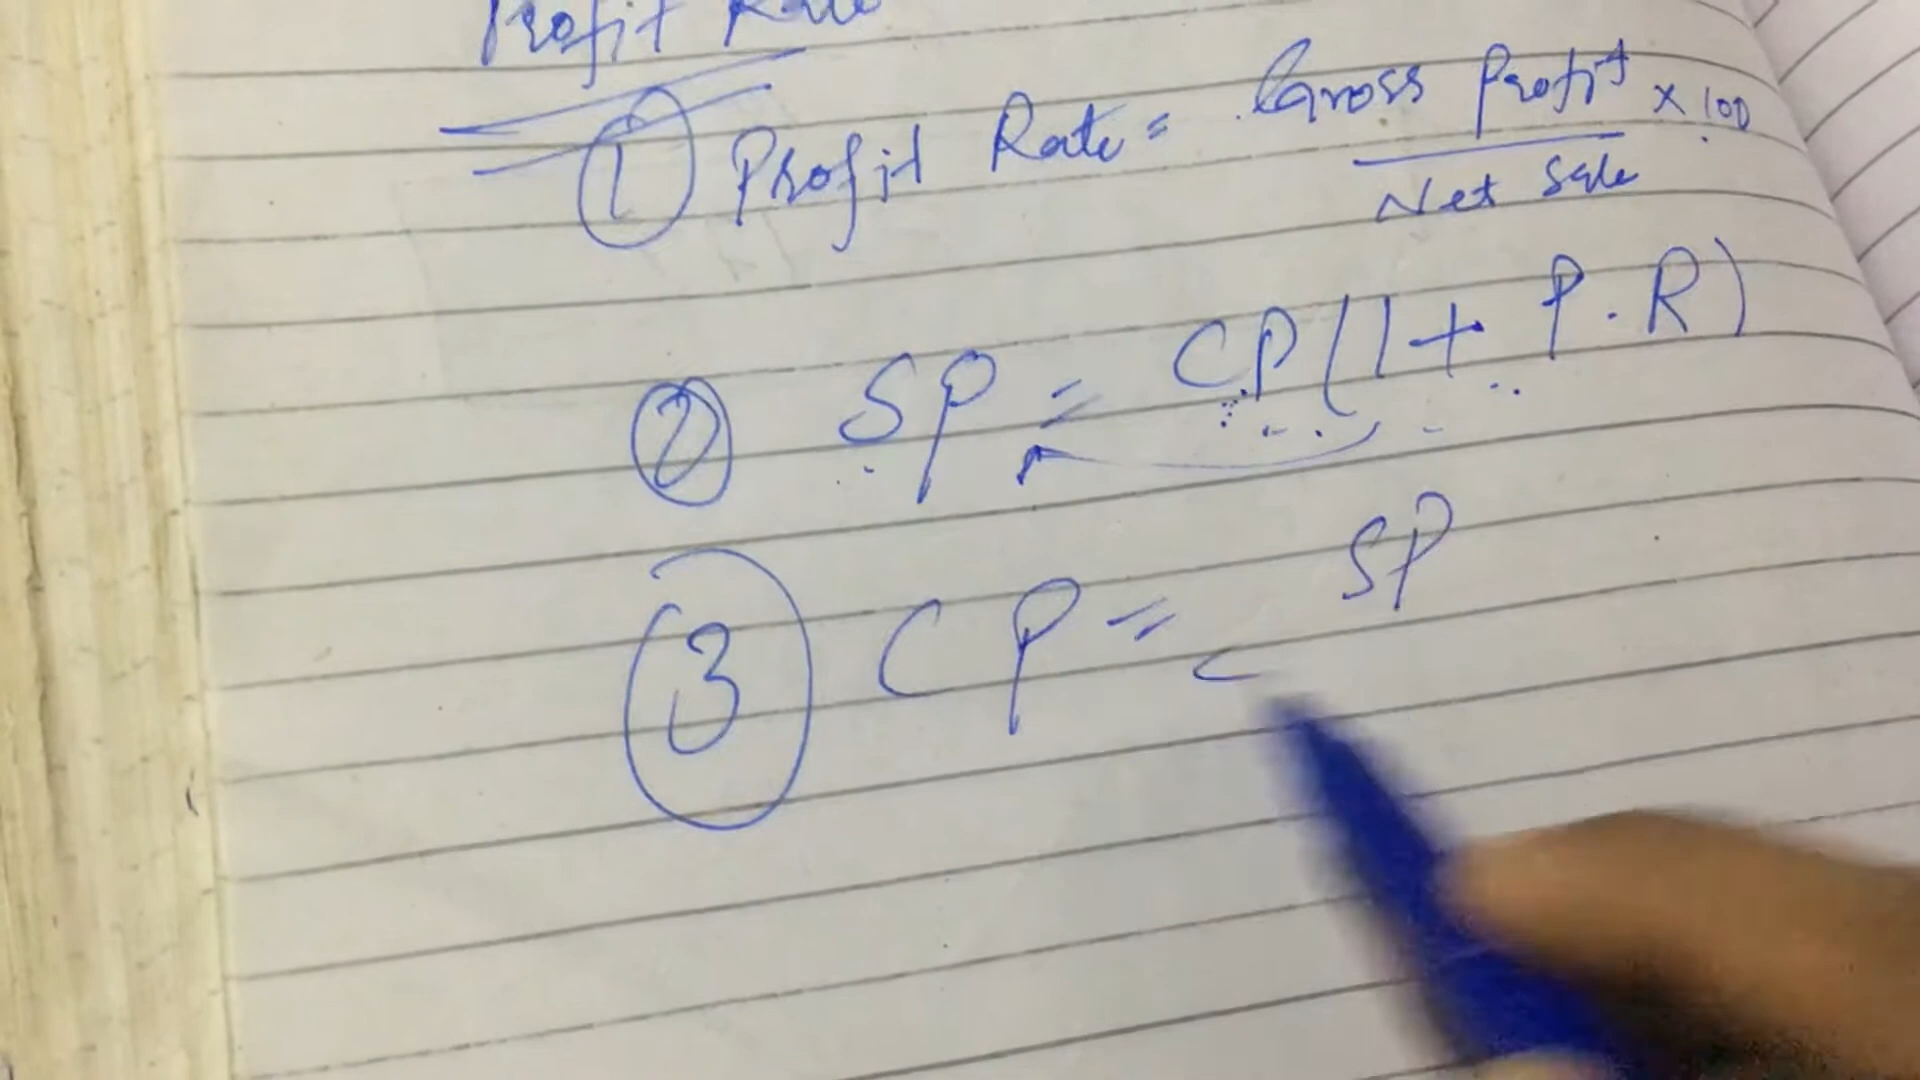 Profit Rate
① Profit Rate = Gross Profit / Net Sale × 100
② SP = CP(1 + P.R)
③ CP = SP